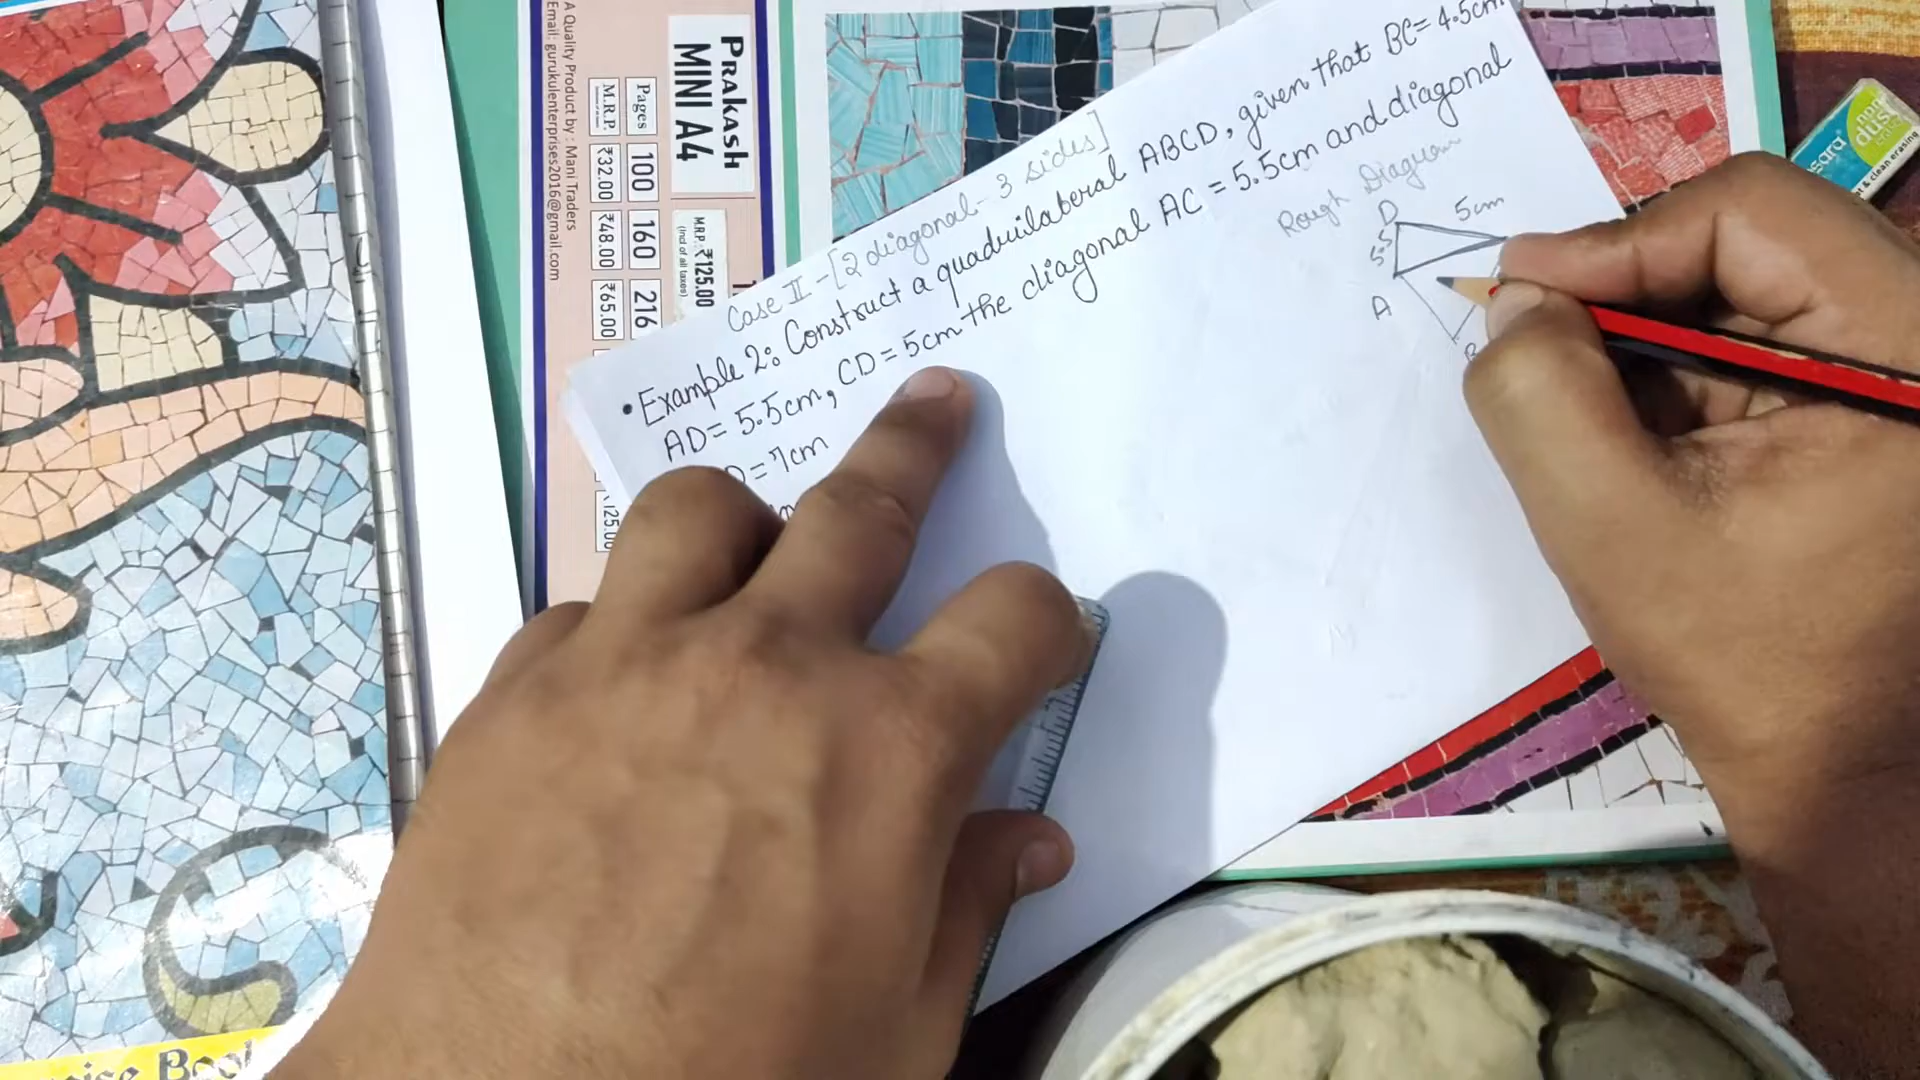 Case II-[2 diagonal-3 sides]
• Example 2: Construct a quaduilateral ABCD, given that BC= 4.5cm
AD= 5.5cm, CD= 5cm the diagonal AC = 5.5cm and diagonal
D=7cm
Rough Diagram
D
5cm
5.5
A
B
Prakash
MINI A4
Pages
100
160
216
M.R.P.
₹32.00
₹48.00
₹65.00
M.R.P.: ₹125.00
(Incl of all taxes)
A Quality Product by : Mani Traders
Email: gurukulenterprises2016@gmail.com
non
dust
& clean erasing